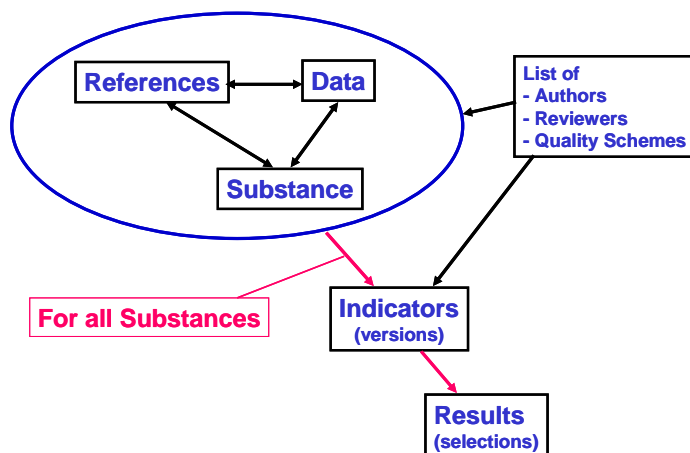 References
Data
List of
- Authors
- Reviewers
- Quality Schemes
Substance
For all Substances
Indicators
(versions)
Results
(selections)